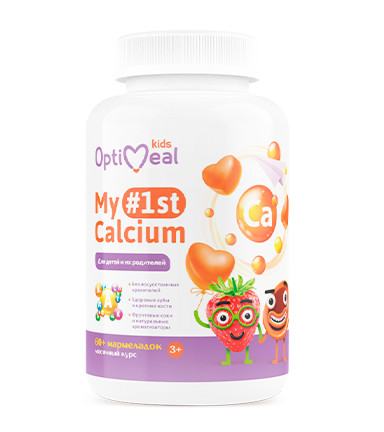 kids
OptiMeal
My #1st
Calcium
Ca
Для детей и их родителей
Без искусственных
красителей
Здоровые зубы
и крепкие кости
Фруктовые соки
и натуральные
ароматизаторы
60+ мармеладок
месячный курс
3+